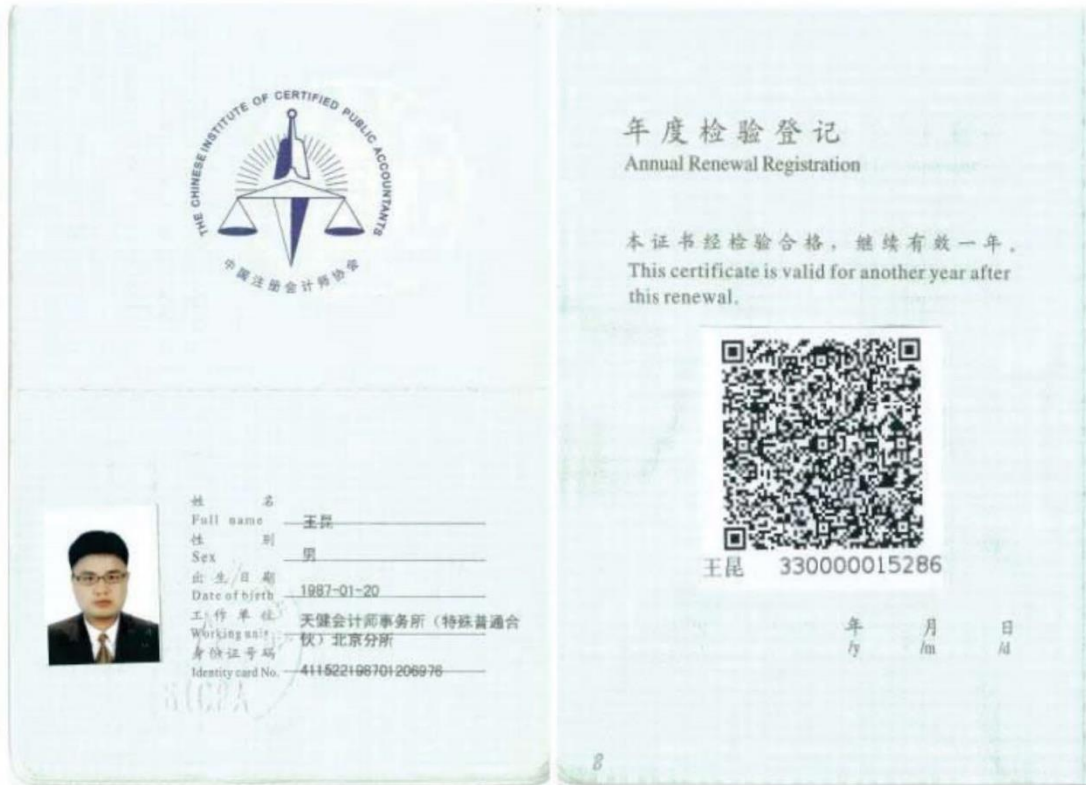 THE CHINESE INSTITUTE OF CERTIFIED PUBLIC ACCOUNTANTS
中国注册会计师协会
姓 名
Full name 王昆
性 别
Sex 男
出生日期
Date of birth 1987-01-20
工作单位 天健会计师事务所（特殊普通合
Working unit 伙）北京分所
身份证号码
Identity card No. 411522198701206976
年度检验登记
Annual Renewal Registration
本证书经检验合格，继续有效一年。
This certificate is valid for another year after
this renewal.
王昆 330000015286
年 月 日
/y /m /d
8